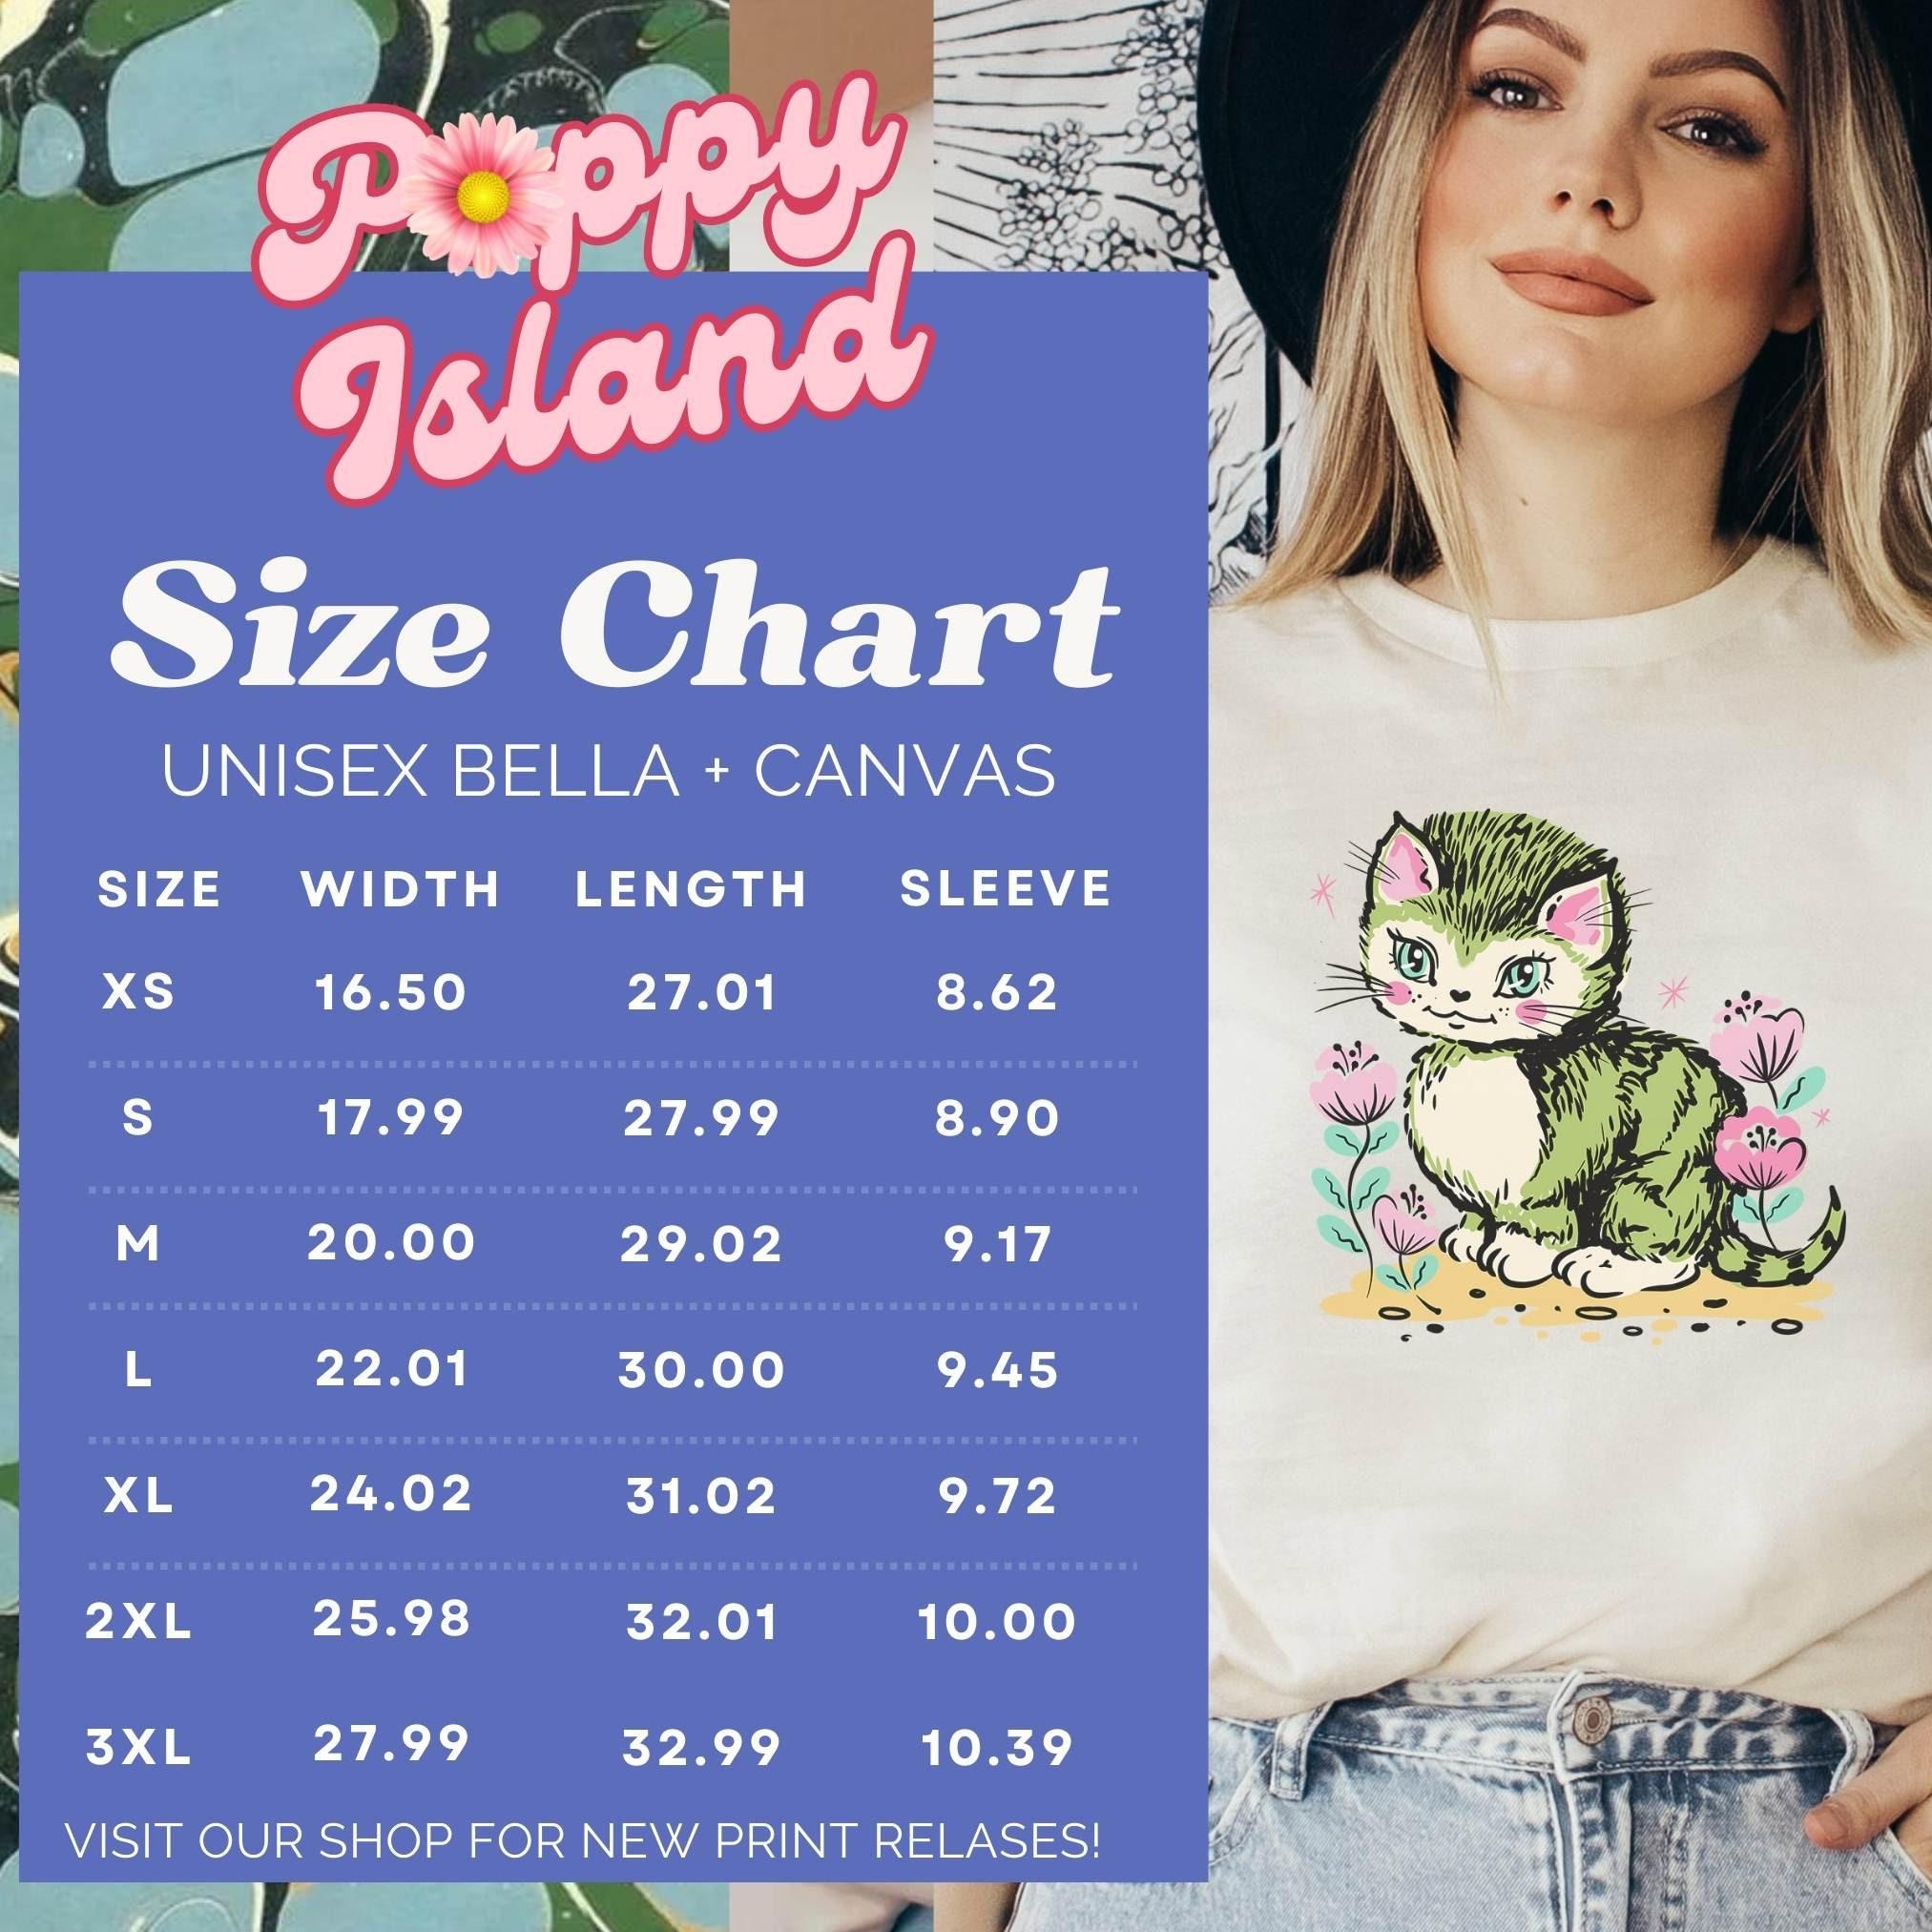 Poppy
Island
Size Chart
UNISEX BELLA + CANVAS
SIZE WIDTH LENGTH SLEEVE
XS 16.50 27.01 8.62
S 17.99 27.99 8.90
M 20.00 29.02 9.17
L 22.01 30.00 9.45
XL 24.02 31.02 9.72
2XL 25.98 32.01 10.00
3XL 27.99 32.99 10.39
VISIT OUR SHOP FOR NEW PRINT RELASES!